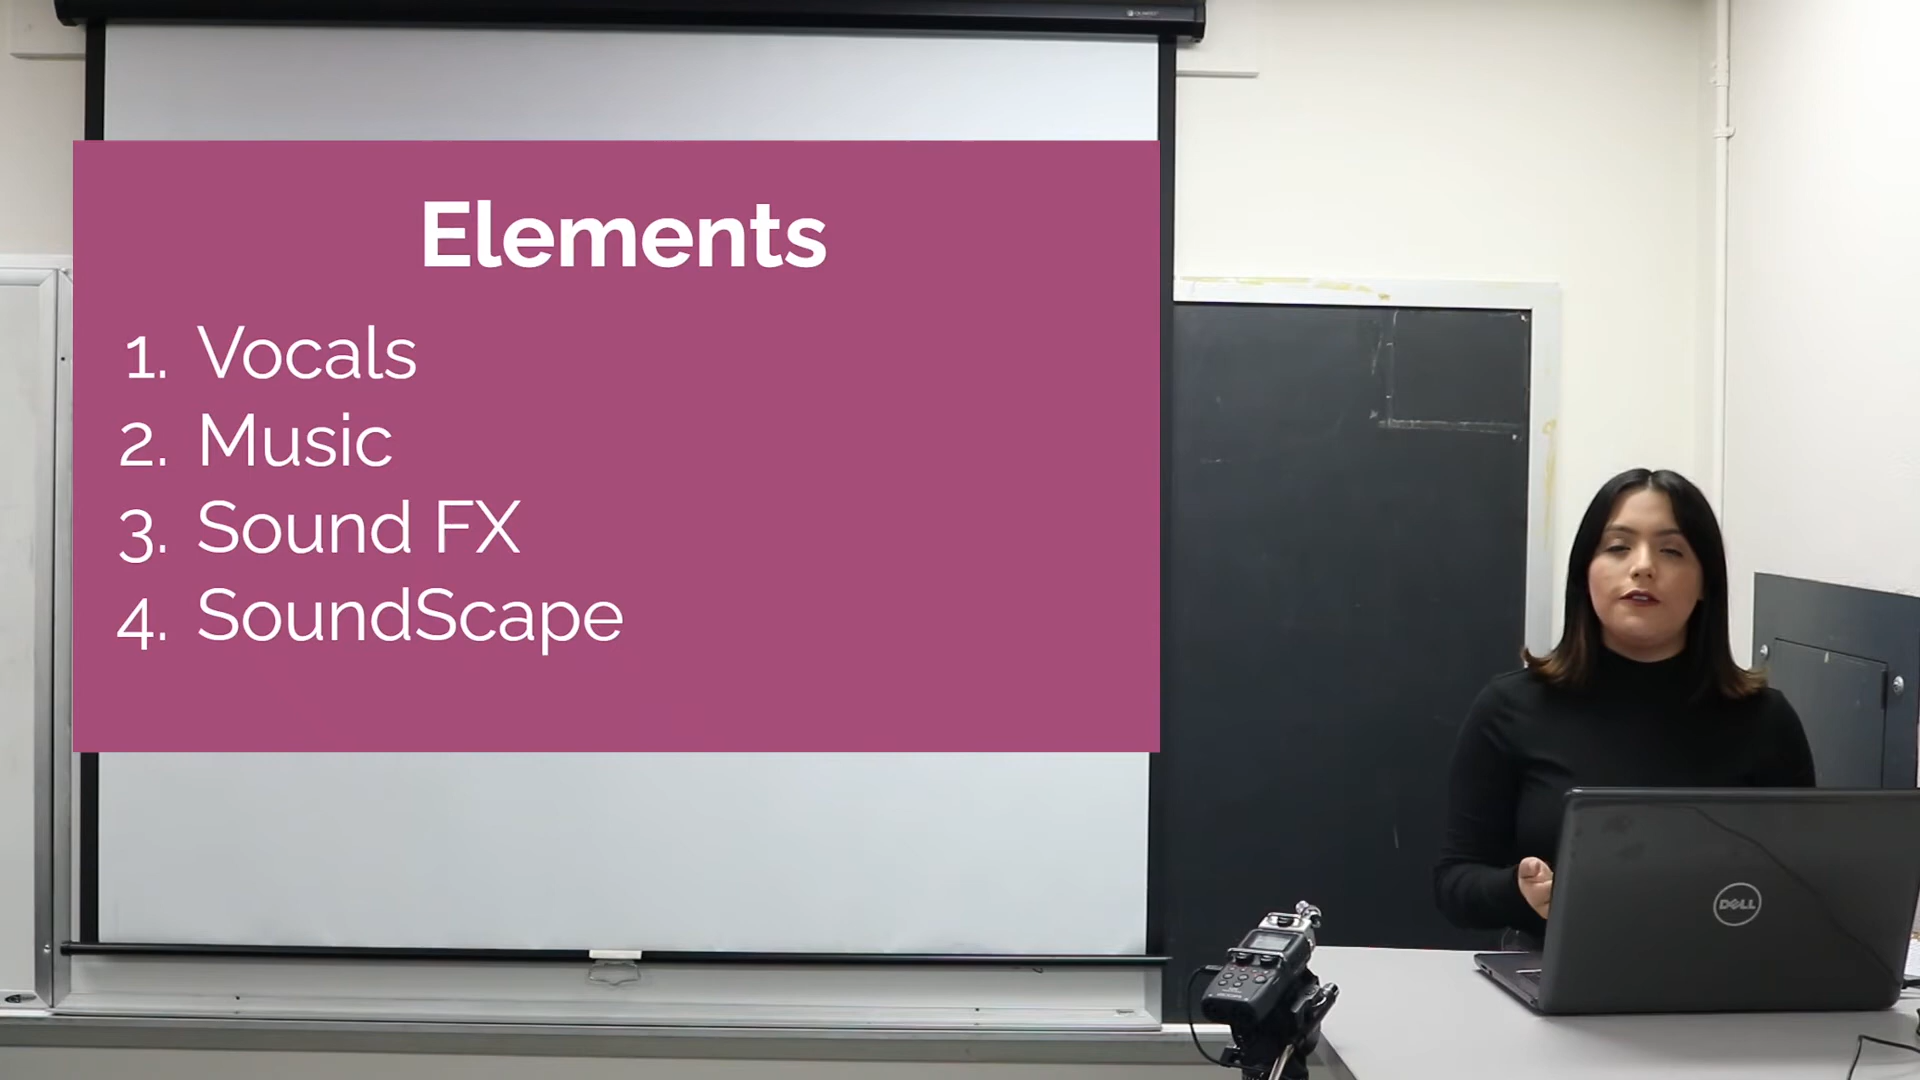 Elements
1. Vocals
2. Music
3. Sound FX
4. SoundScape
DELL